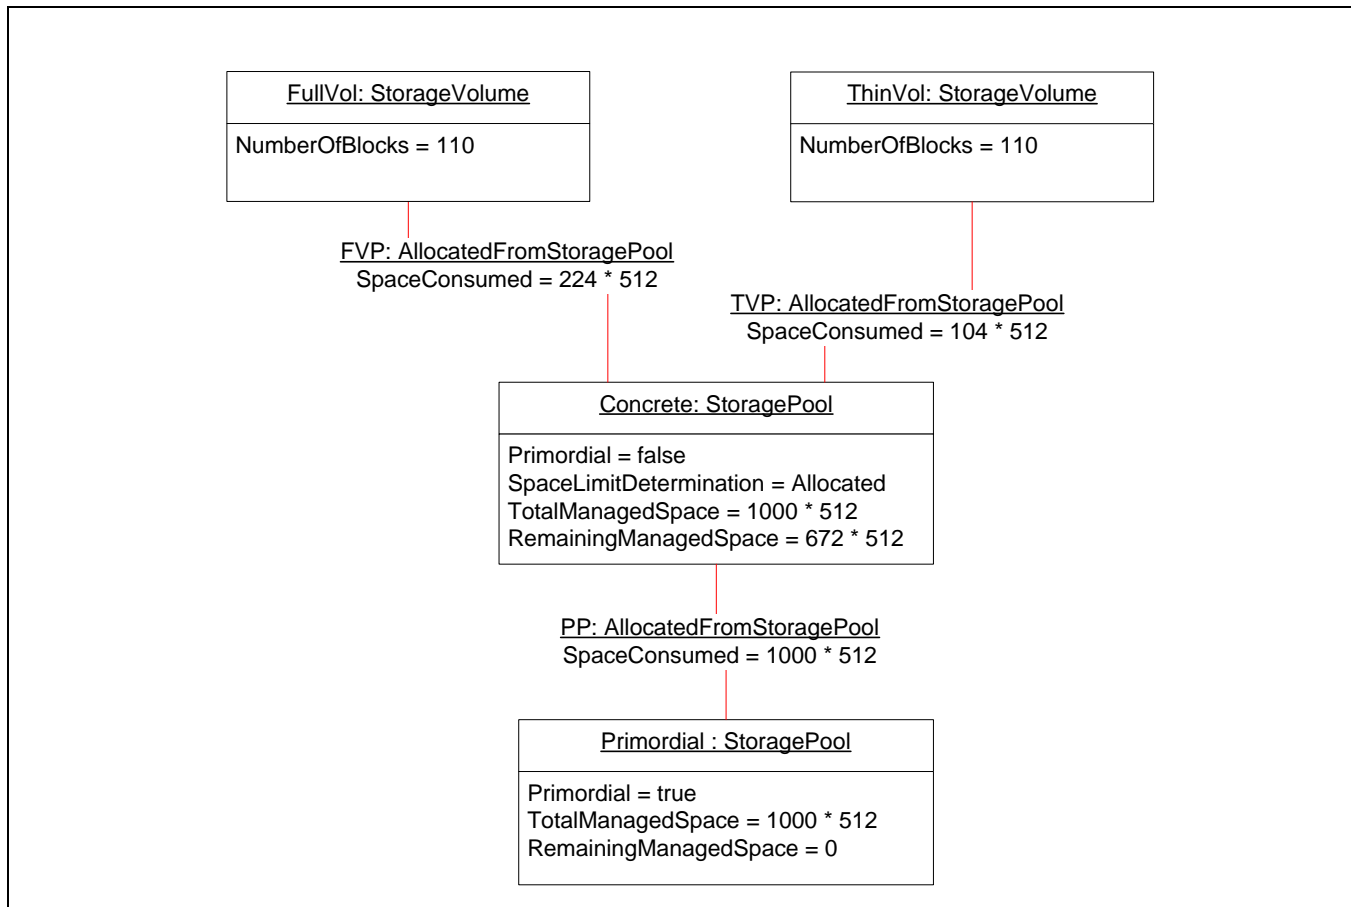 FullVol: StorageVolume
NumberOfBlocks = 110
ThinVol: StorageVolume
NumberOfBlocks = 110
FVP: AllocatedFromStoragePool
SpaceConsumed = 224 * 512
TVP: AllocatedFromStoragePool
SpaceConsumed = 104 * 512
Concrete: StoragePool
Primordial = false
SpaceLimitDetermination = Allocated
TotalManagedSpace = 1000 * 512
RemainingManagedSpace = 672 * 512
PP: AllocatedFromStoragePool
SpaceConsumed = 1000 * 512
Primordial : StoragePool
Primordial = true
TotalManagedSpace = 1000 * 512
RemainingManagedSpace = 0